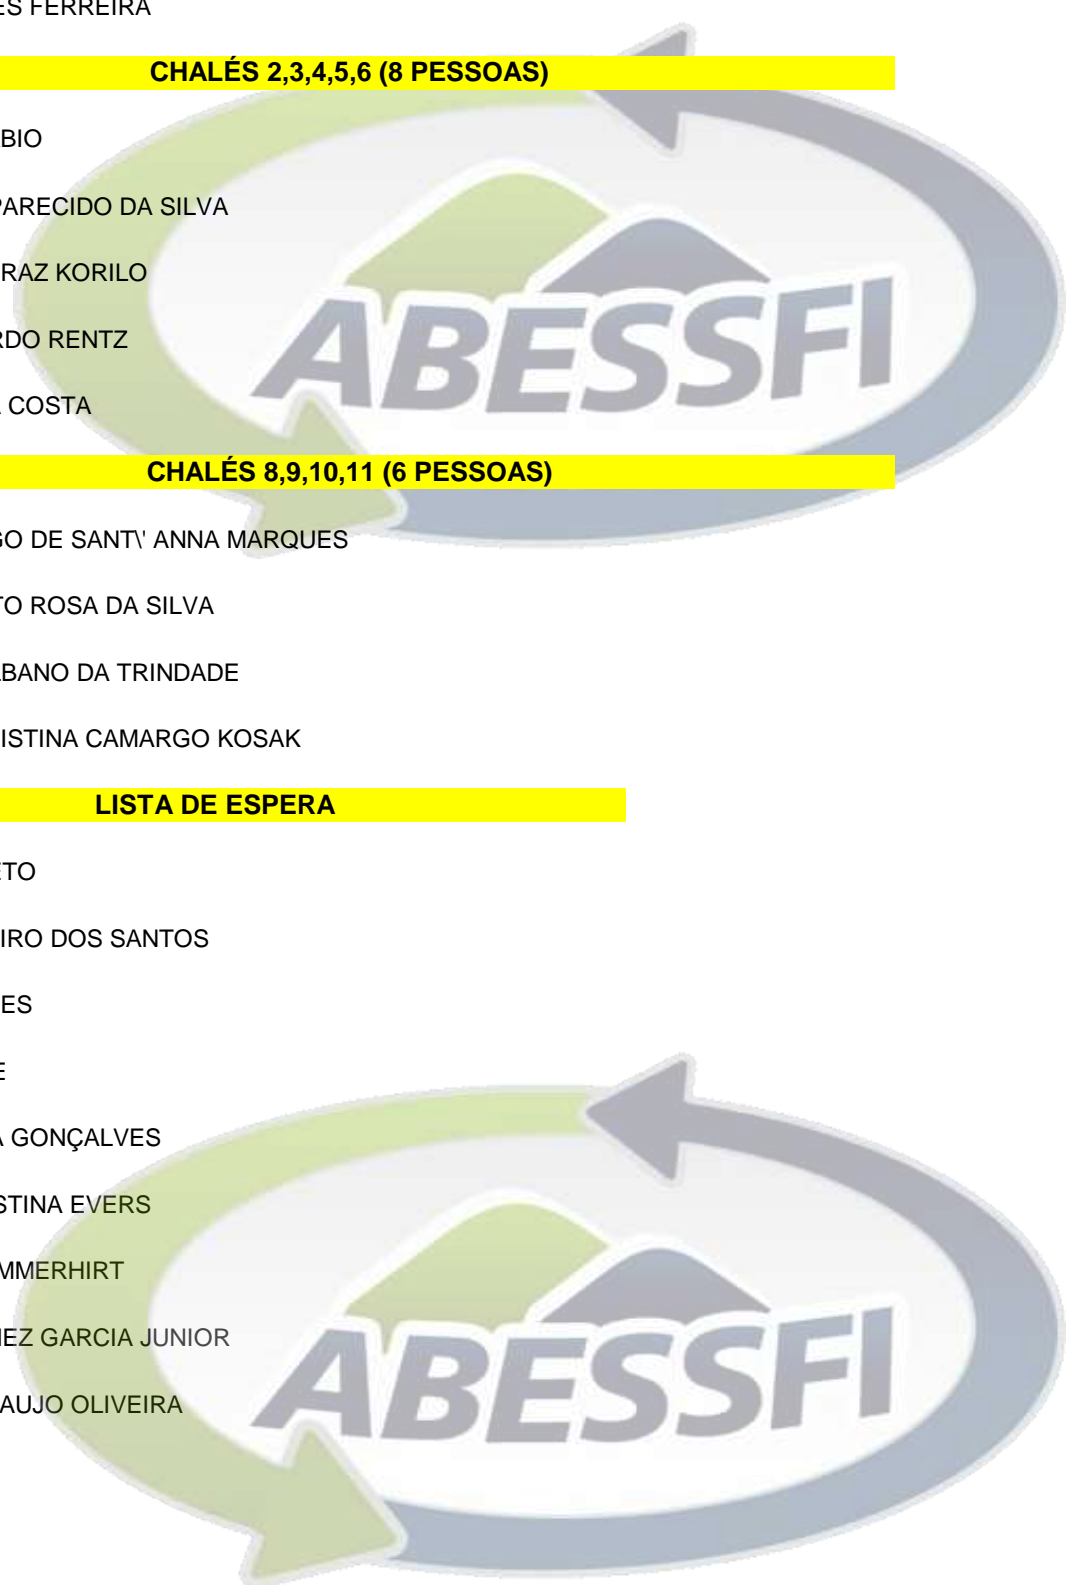 ES FERREIRA
CHALÉS 2,3,4,5,6 (8 PESSOAS)
BIO
PARECIDO DA SILVA
RAZ KORILO
RDO RENTZ
A COSTA
ABESSFI
CHALÉS 8,9,10,11 (6 PESSOAS)
GO DE SANT\' ANNA MARQUES
TO ROSA DA SILVA
BANO DA TRINDADE
ISTINA CAMARGO KOSAK
LISTA DE ESPERA
ETO
IRO DOS SANTOS
ES
E
A GONÇALVES
STINA EVERS
MMERHIRT
NEZ GARCIA JUNIOR
AUJO OLIVEIRA
ABESSFI